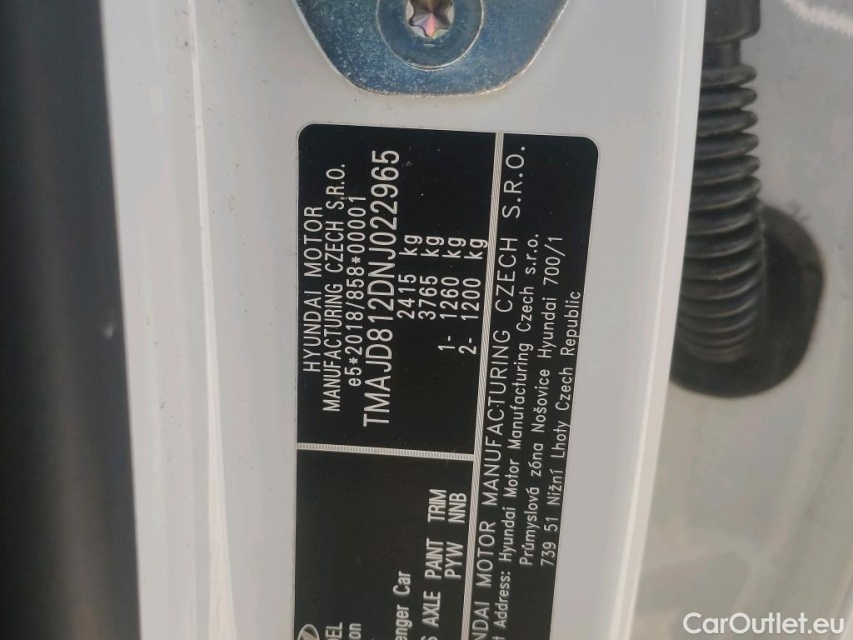 HYUNDAI MOTOR
MANUFACTURING CZECH S.R.O.
e5*2018/858*00001
TMAJD812DNJ022965
2415 kg
3765 kg
1- 1260 kg
2- 1200 kg
MOTOR MANUFACTURING CZECH S.R.O.
Address: Hyundai Motor Manufacturing Czech s.r.o.
Průmyslová zóna Nošovice Hyundai 700/1
739 51 Nižní Lhoty Czech Republic
Car
AXLE PAINT TRIM
PYW NNB
CarOutlet.eu